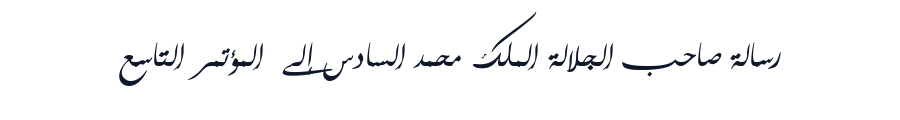 رسالة صاحب الجلالة الملك محمد السادس إلى المؤتمر التاسع